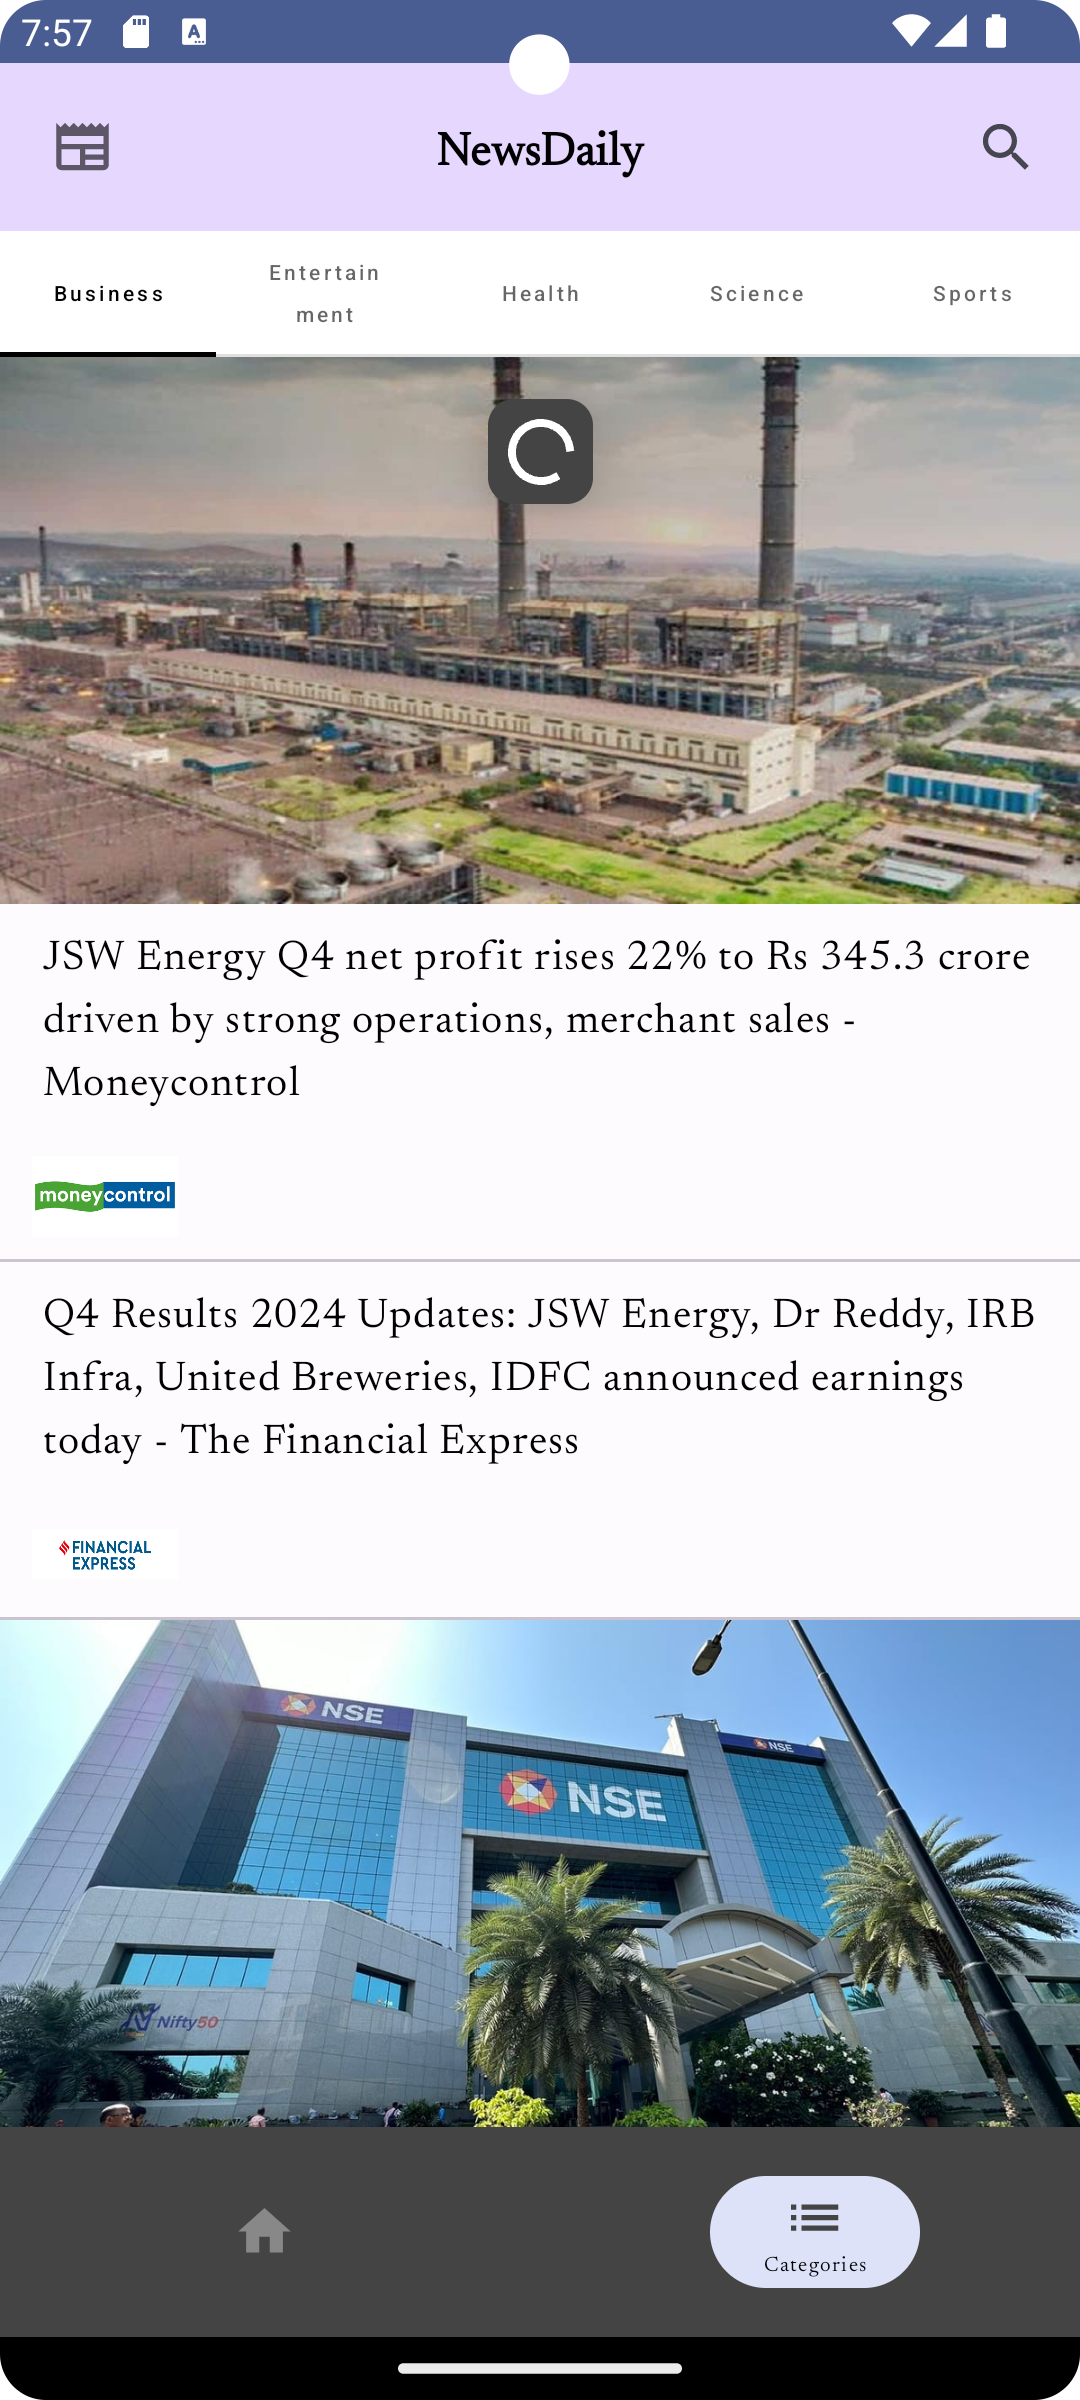 7:57
NewsDaily
Business
Entertain
ment
Health
Science
Sports
JSW Energy Q4 net profit rises 22% to Rs 345.3 crore
driven by strong operations, merchant sales -
Moneycontrol
moneycontrol
Q4 Results 2024 Updates: JSW Energy, Dr Reddy, IRB
Infra, United Breweries, IDFC announced earnings
today - The Financial Express
FINANCIAL
EXPRESS
NSE
NSE
NSE
Nifty50
Categories